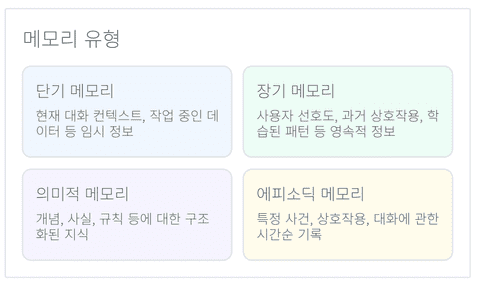 메모리 유형
단기 메모리
현재 대화 컨텍스트, 작업 중인 데
이터 등 임시 정보
장기 메모리
사용자 선호도, 과거 상호작용, 학
습된 패턴 등 영속적 정보
의미적 메모리
개념, 사실, 규칙 등에 대한 구조
화된 지식
에피소딕 메모리
특정 사건, 상호작용, 대화에 관한
시간순 기록